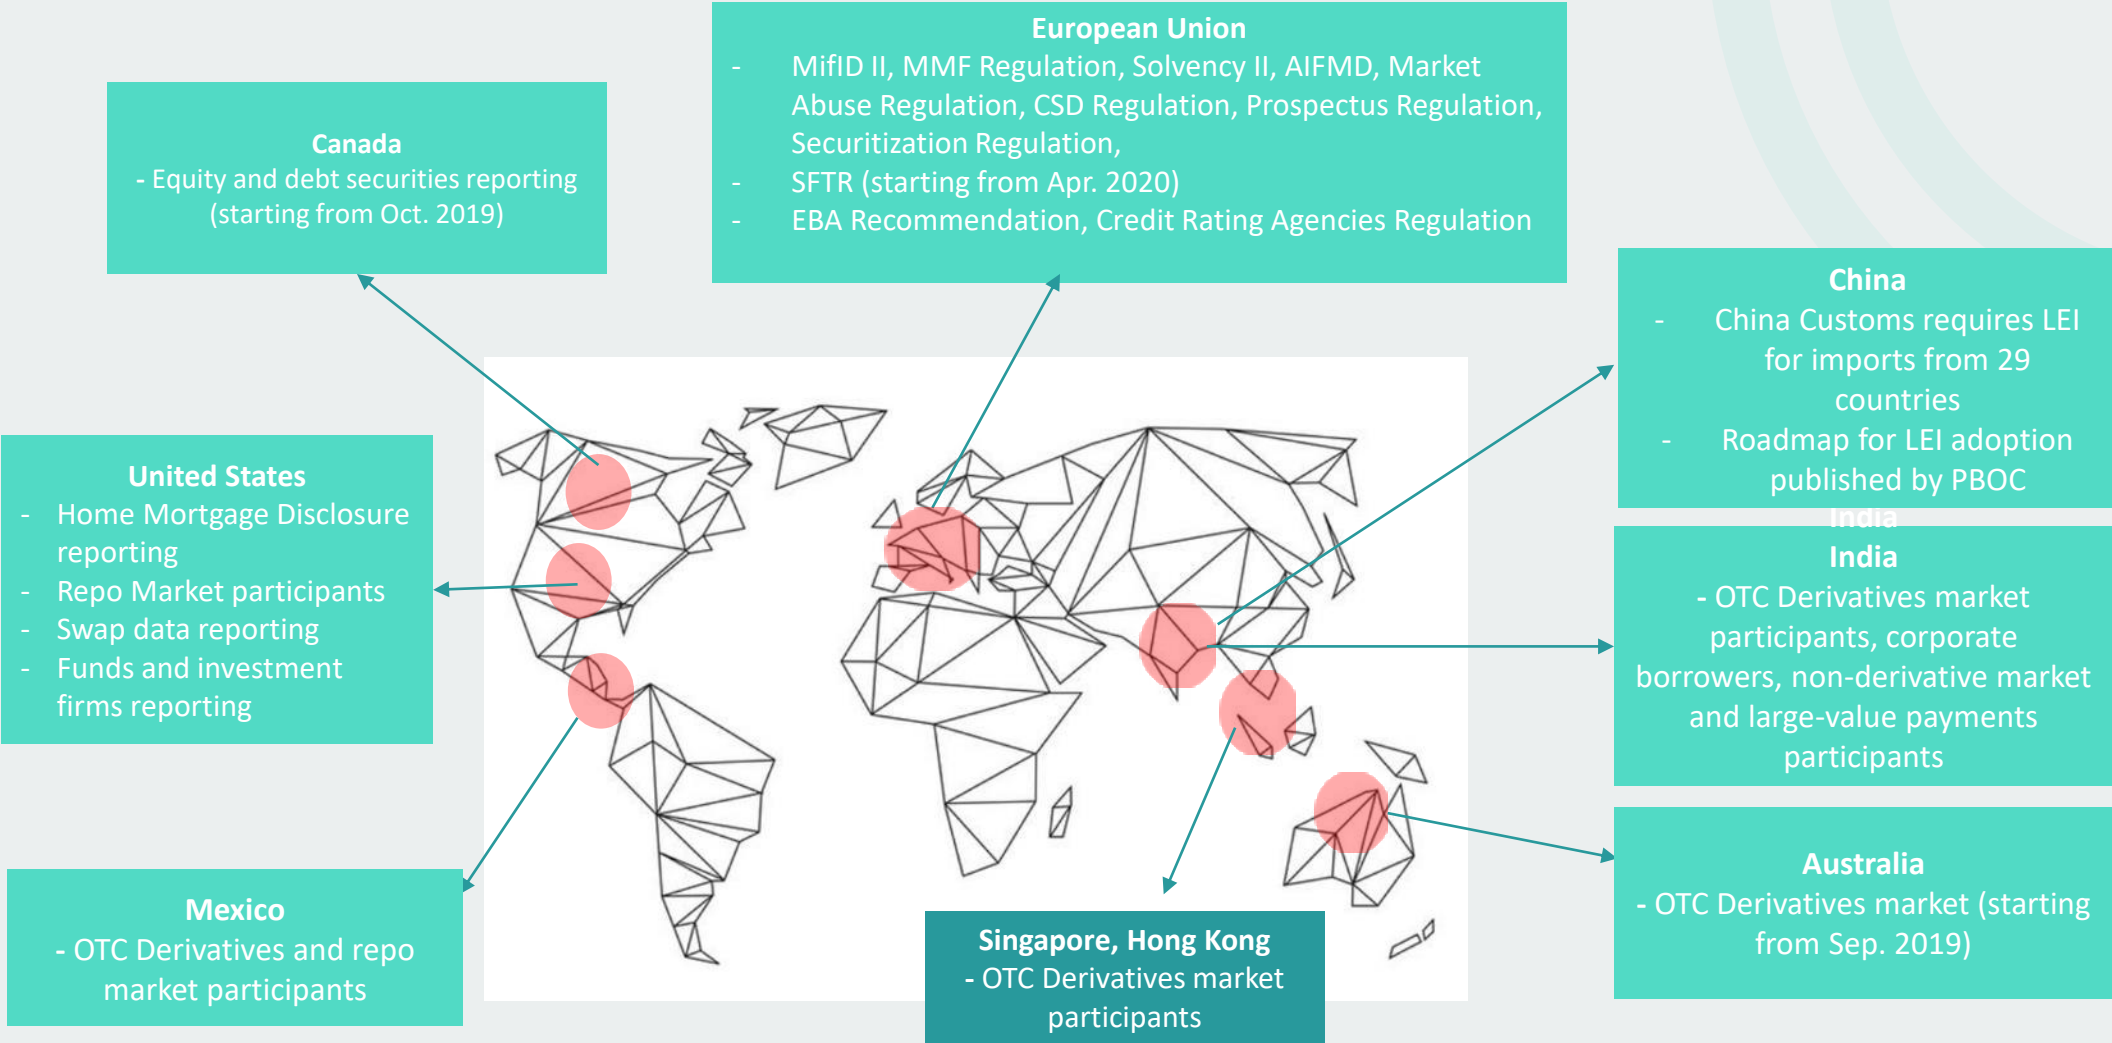 European Union
- MifID II, MMF Regulation, Solvency II, AIFMD, Market
Abuse Regulation, CSD Regulation, Prospectus Regulation,
Securitization Regulation,
- SFTR (starting from Apr. 2020)
- EBA Recommendation, Credit Rating Agencies Regulation
Canada
- Equity and debt securities reporting
(starting from Oct. 2019)
China
- China Customs requires LEI
for imports from 29
countries
- Roadmap for LEI adoption
published by PBOC
United States
- Home Mortgage Disclosure
reporting
- Repo Market participants
- Swap data reporting
- Funds and investment
firms reporting
India
India
- OTC Derivatives market
participants, corporate
borrowers, non-derivative market
and large-value payments
participants
Australia
- OTC Derivatives market (starting
from Sep. 2019)
Mexico
- OTC Derivatives and repo
market participants
Singapore, Hong Kong
- OTC Derivatives market
participants